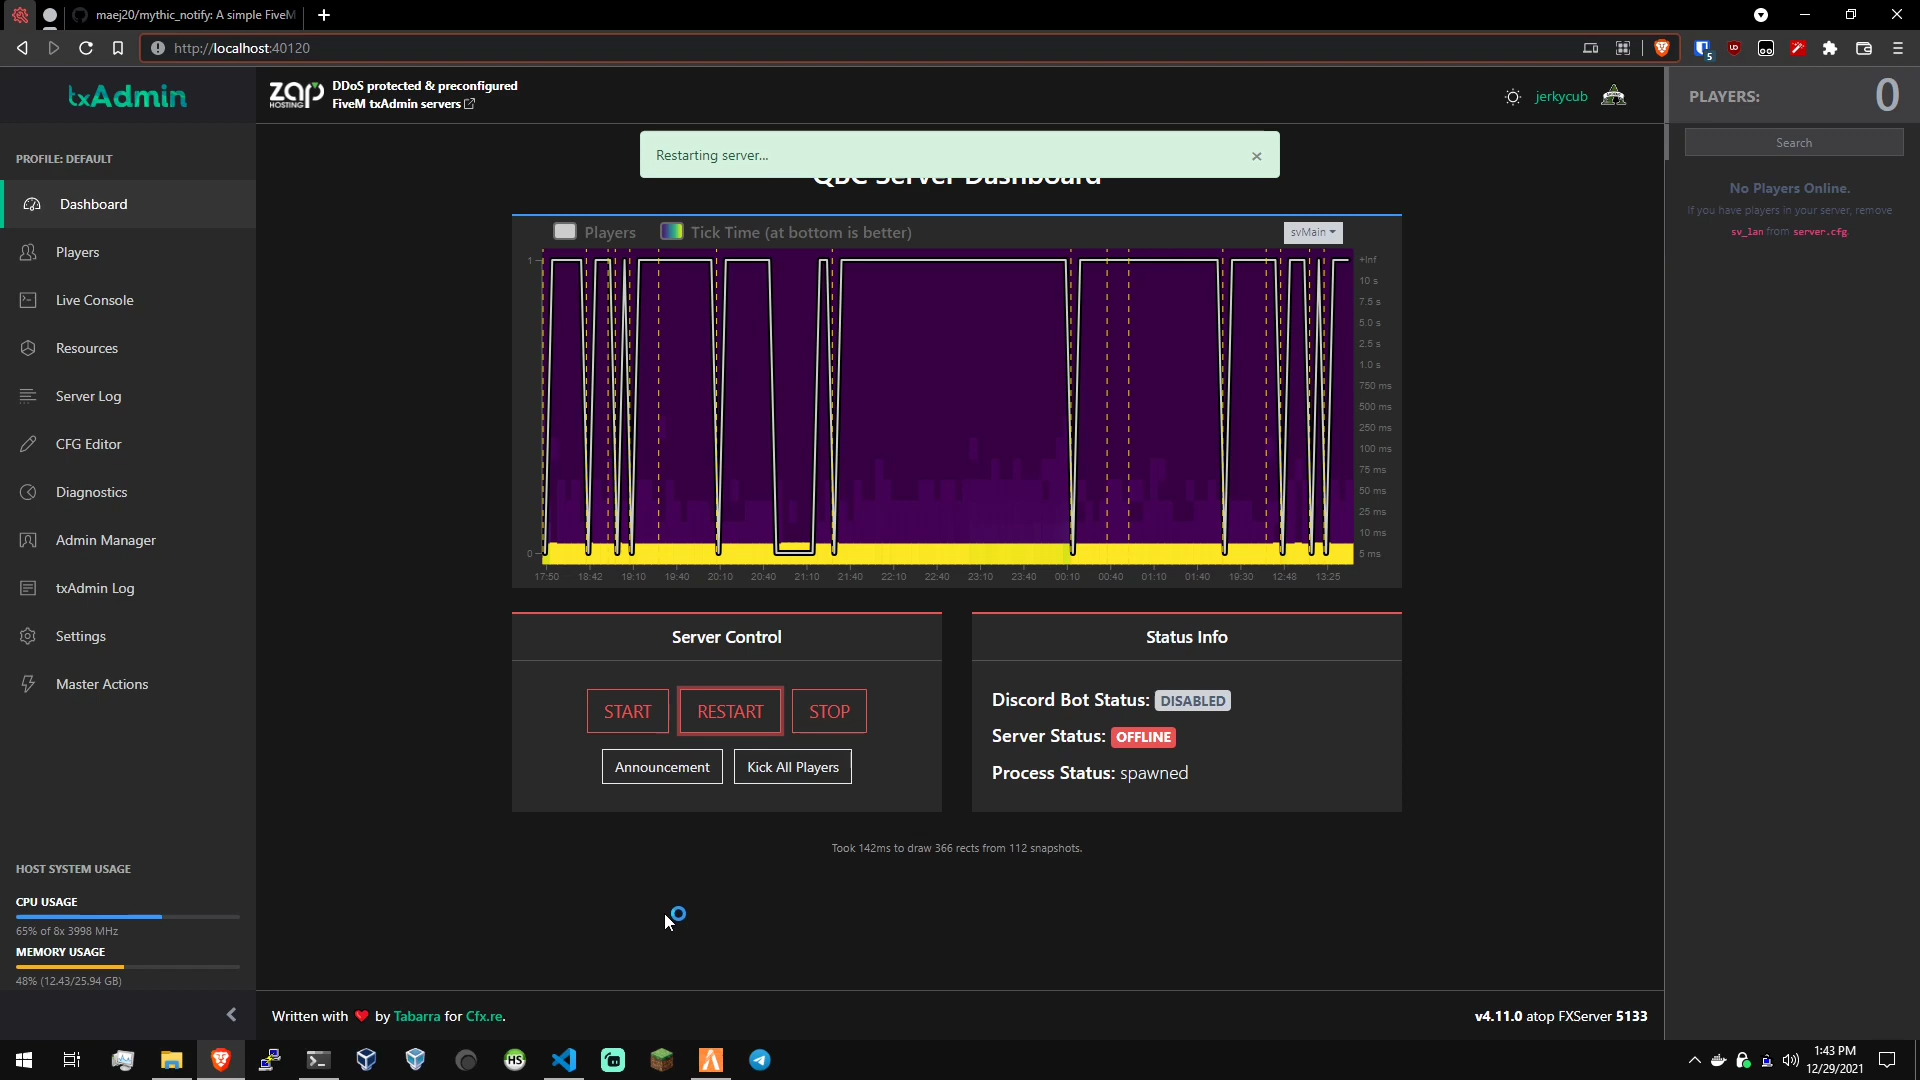 maej20/mythic_notify: A simple FiveM
http://localhost:40120
5
txAdmin
ZAP HOSTING
DDoS protected & preconfigured
FiveM txAdmin servers
jerkycub
PLAYERS: 0
Search
No Players Online.
If you have players in your server, remove
sv_lan from server.cfg.
PROFILE: DEFAULT
Dashboard
Players
Live Console
Resources
Server Log
CFG Editor
Diagnostics
Admin Manager
txAdmin Log
Settings
Master Actions
HOST SYSTEM USAGE
CPU USAGE
65% of 8x 3998 MHz
MEMORY USAGE
48% (12.43/25.94 GB)
Restarting server...
×
QBC Server Dashboard
Players
Tick Time (at bottom is better)
svMain
1
0
+Inf
10 s
7.5 s
5.0 s
2.5 s
1.0 s
750 ms
500 ms
250 ms
100 ms
75 ms
50 ms
25 ms
10 ms
5 ms
17:50 18:42 19:10 19:40 20:10 20:40 21:10 21:40 22:10 22:40 23:10 23:40 00:10 00:40 01:10 01:40 19:30 12:48 13:25
Server Control
START
RESTART
STOP
Announcement
Kick All Players
Status Info
Discord Bot Status: DISABLED
Server Status: OFFLINE
Process Status: spawned
Took 142ms to draw 366 rects from 112 snapshots.
Written with ❤ by Tabarra for Cfx.re.
v4.11.0 atop FXServer 5133
HS
1:43 PM
12/29/2021